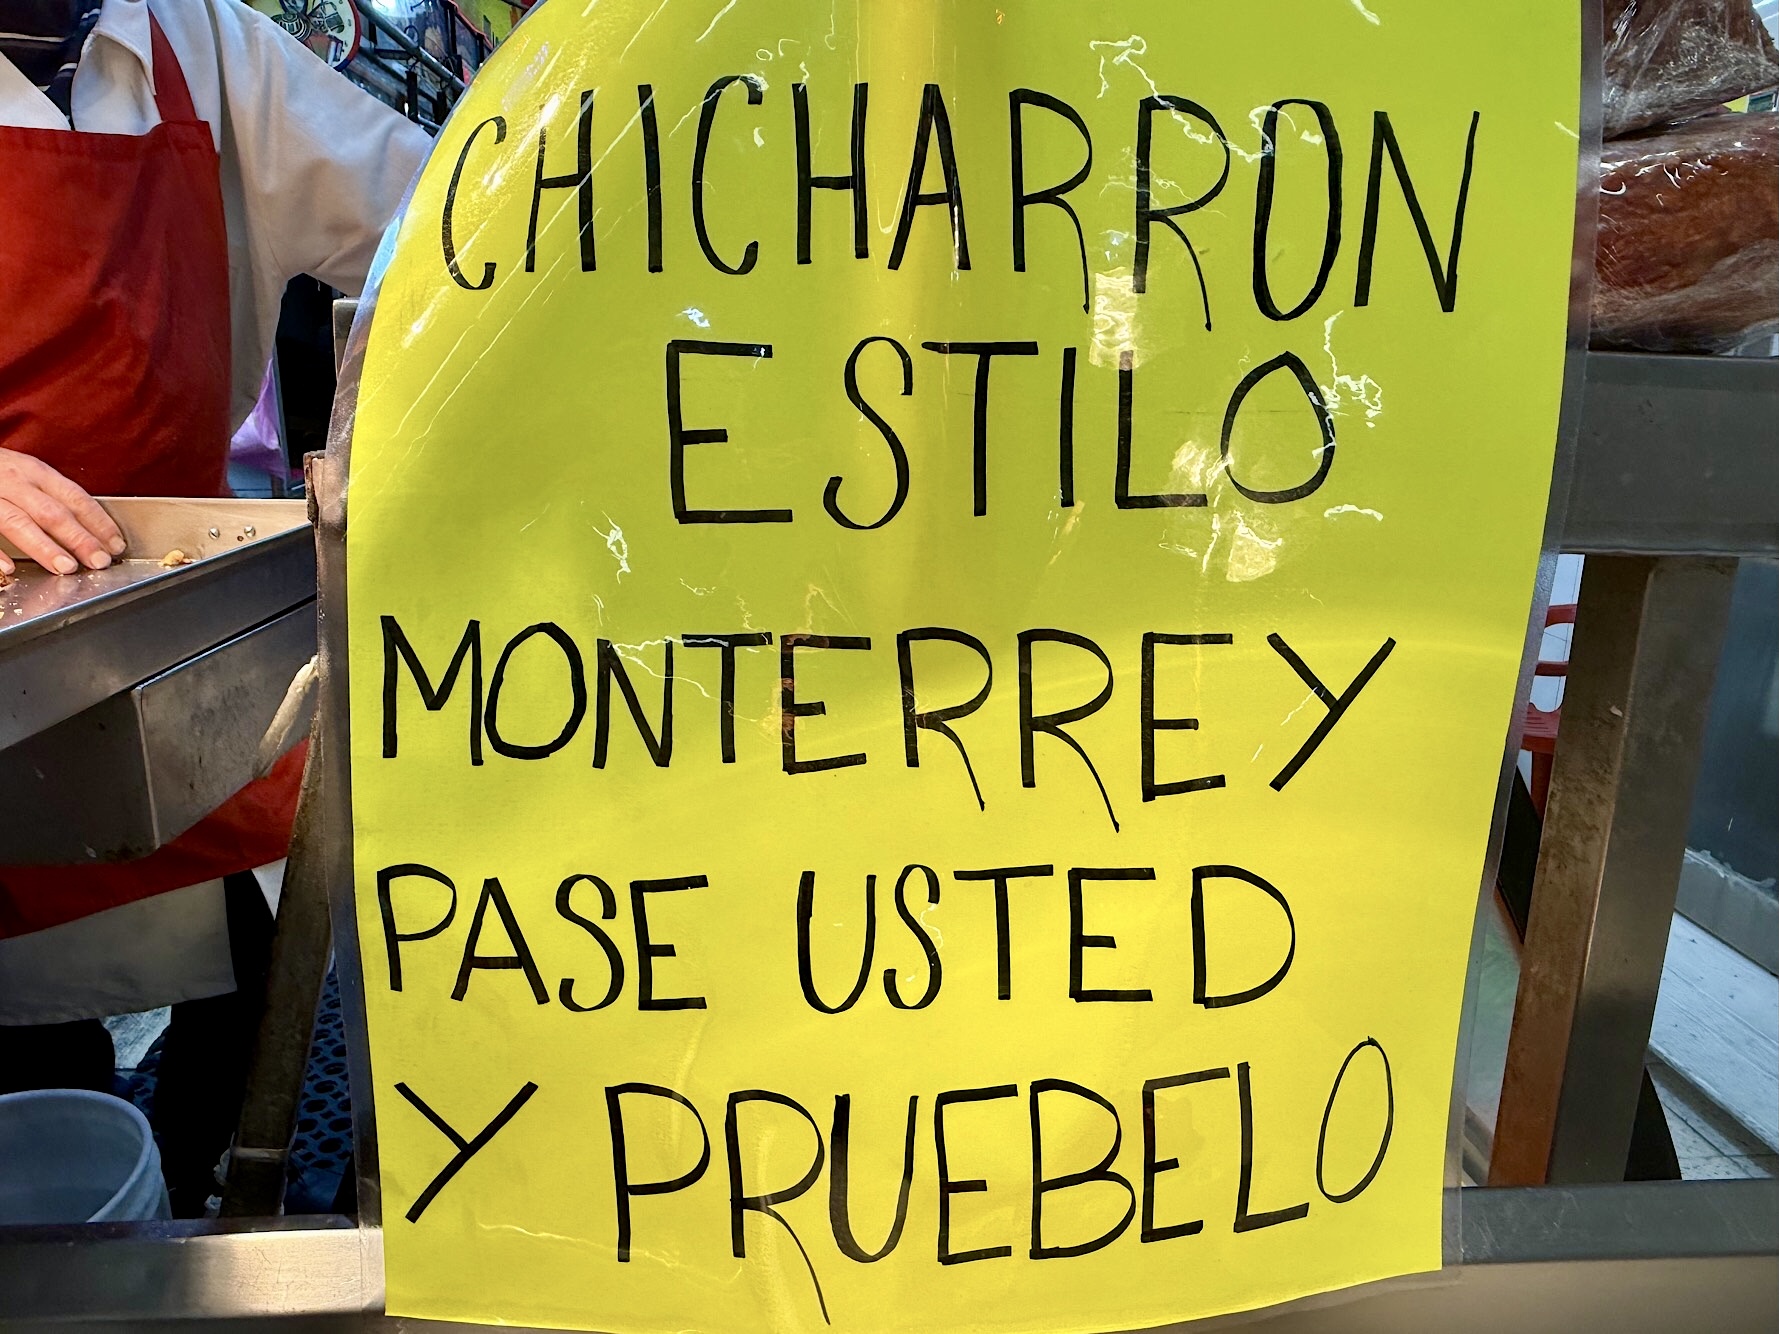 CHICHARRON
ESTILO
MONTERREY
PASE USTED
Y PRUEBELO